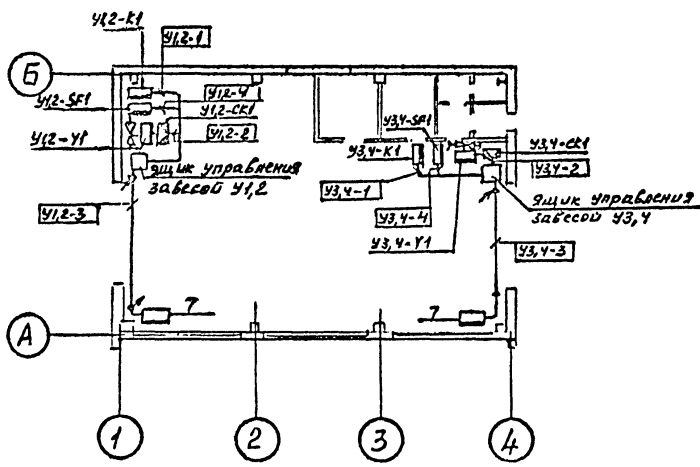 У1,2-К1
У1,2-1
Б
У1,2-SF1
У1,2-4
У1,2-СК1
У1,2-У1
У1,2-2
У3,4-SF1
У3,4-К1
У3,4-СК1
ящик управления
завесой У1,2
У3,4-1
У3,4-2
У1,2-3
У3,4-4
ящик управления
завесой У3,4
У3,4-У1
У3,4-3
А
1
2
3
4